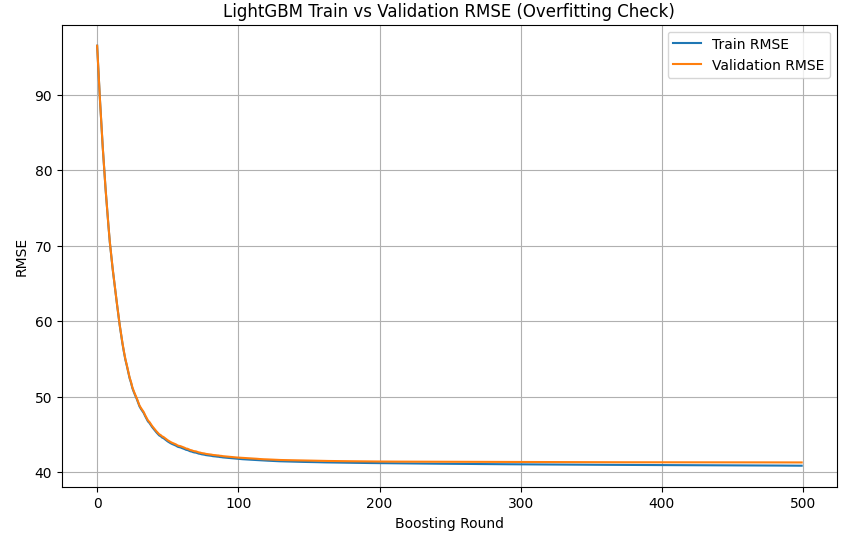 LightGBM Train vs Validation RMSE (Overfitting Check)
Train RMSE
Validation RMSE
RMSE
90
80
70
60
50
40
0 100 200 300 400 500
Boosting Round